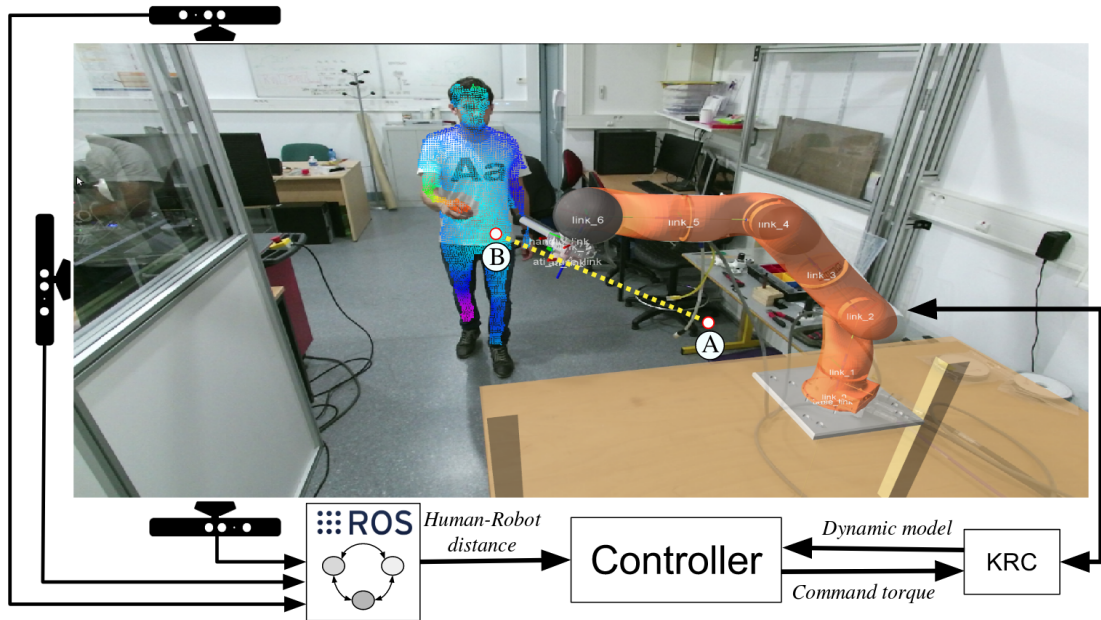 Aa
link_6
link_5
link_4
link_3
link_2
link_1
B
A
ROS
Human-Robot
distance
Controller
Dynamic model
Command torque
KRC